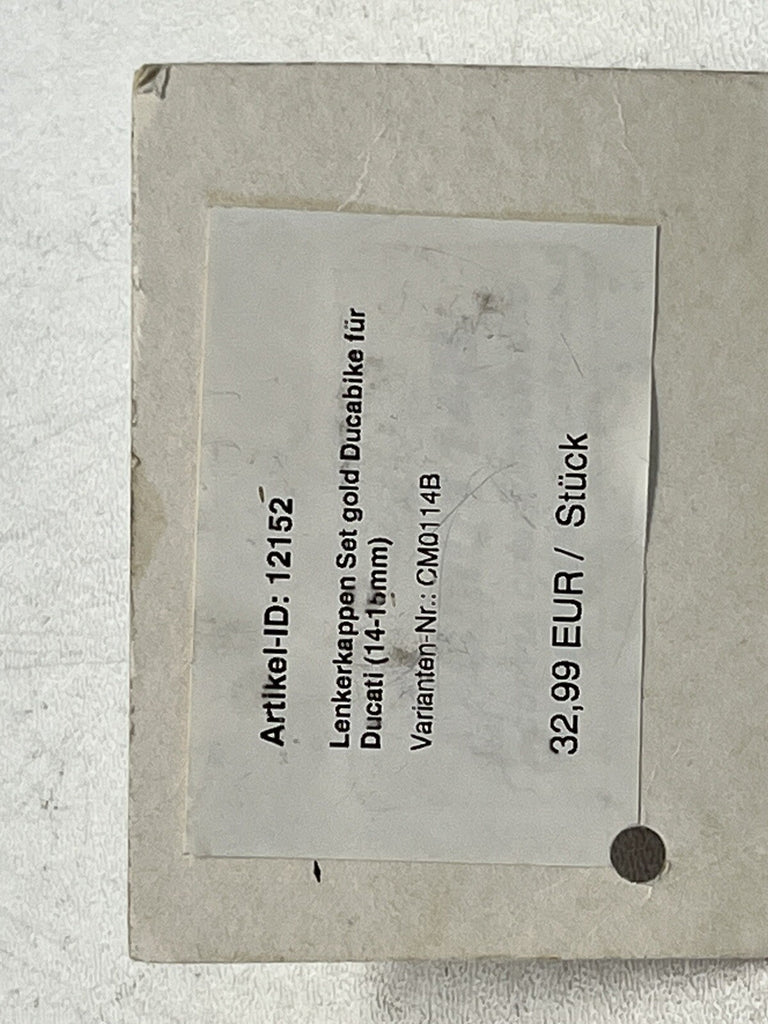 Artikel-ID: 12152
Lenkerkappen Set gold Ducabike für
Ducati (14-15mm)
Varianten-Nr.: CM0114B
32,99 EUR / Stück